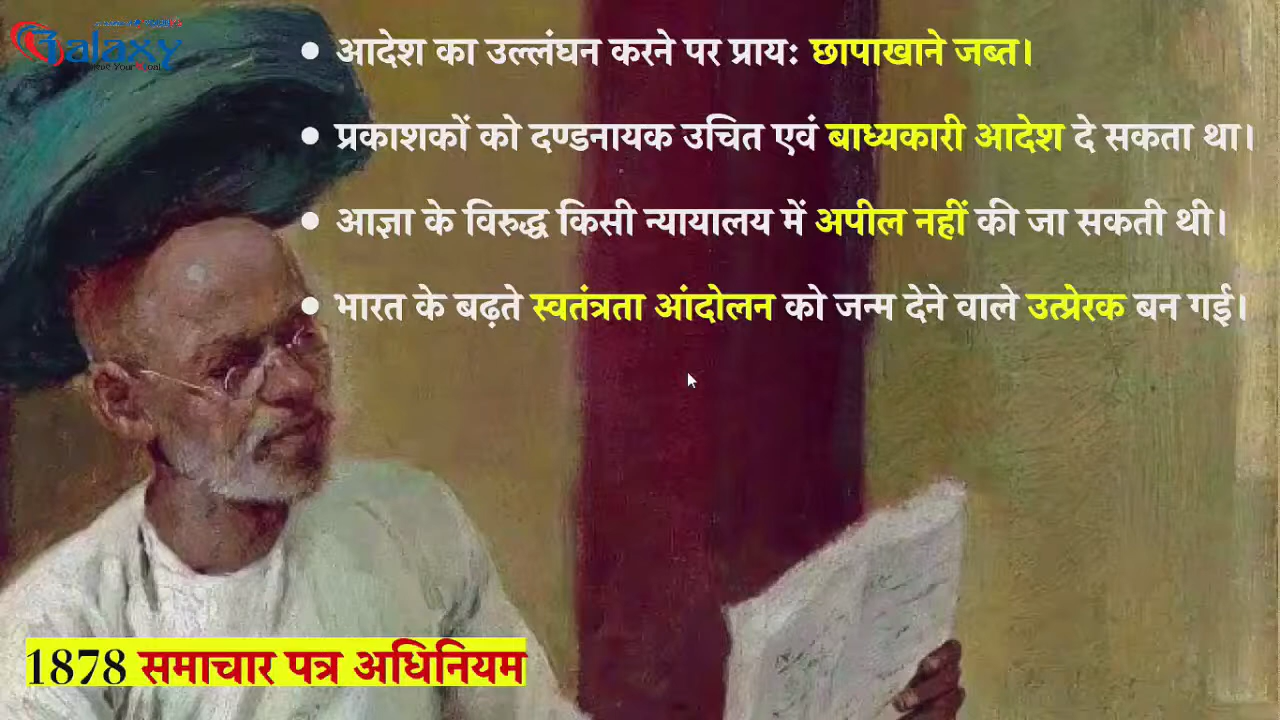 Galaxy
• आदेश का उल्लंघन करने पर प्रायः छापाखाने जब्त।
• प्रकाशकों को दण्डनायक उचित एवं बाध्यकारी आदेश दे सकता था।
• आज्ञा के विरुद्ध किसी न्यायालय में अपील नहीं की जा सकती थी।
• भारत के बढ़ते स्वतंत्रता आंदोलन को जन्म देने वाले उत्प्रेरक बन गई।
1878 समाचार पत्र अधिनियम